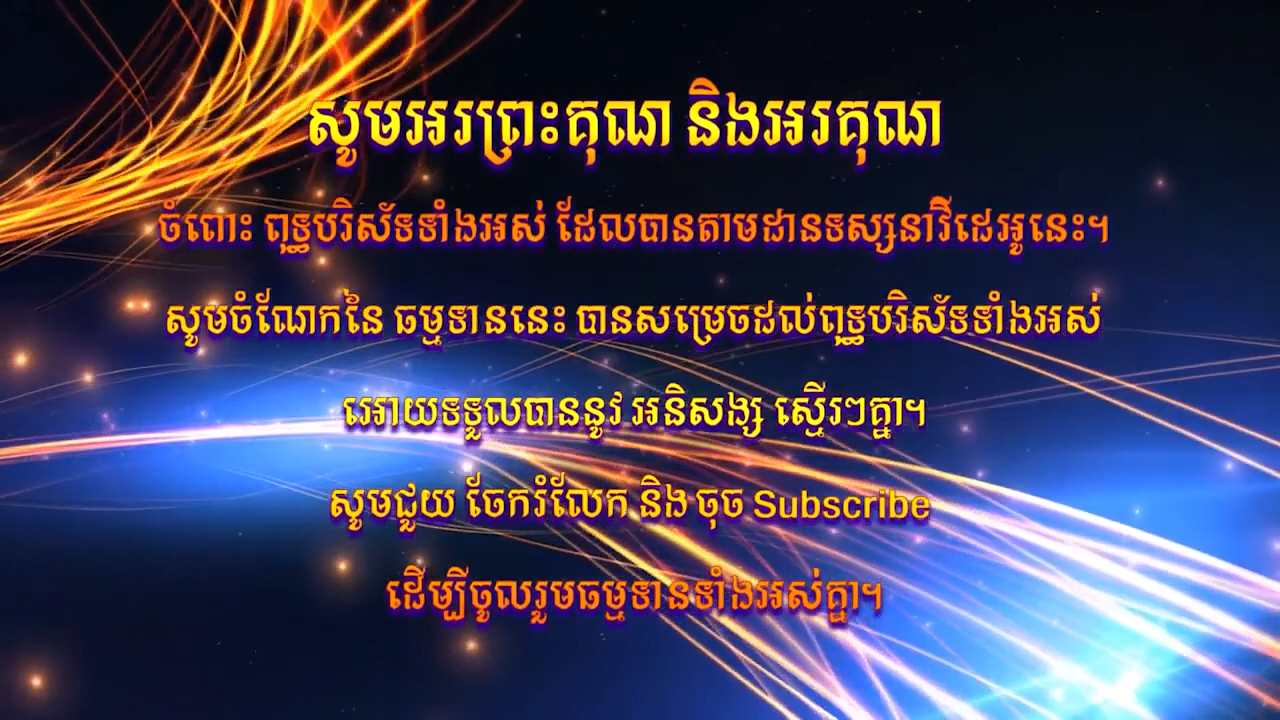 សូមអរព្រះគុណ និងអរគុណ
ចំពោះ ពុទ្ធបរិស័ទទាំងអស់ ដែលបានតាមដានទស្សនាវីដេអូនេះ។
សូមចំណែកនៃ ធម្មទាននេះ បានសម្រេចដល់ពុទ្ធបរិស័ទទាំងអស់
អោយទទួលបាននូវ អនិសង្ស ស្មើរៗគ្នា។
សូមជួយ ចែករំលែក និង ចុច Subscribe
ដើម្បីចូលរួមធម្មទានទាំងអស់គ្នា។